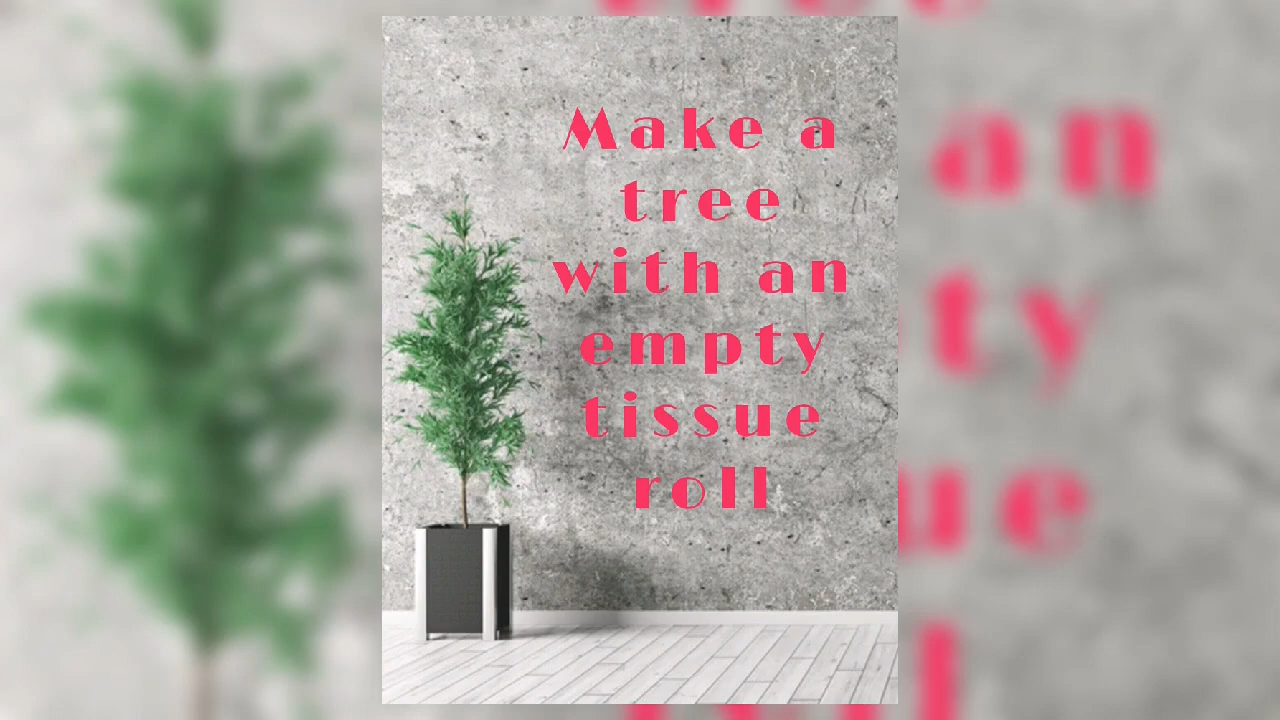 Make a
tree
with an
empty
tissue
roll